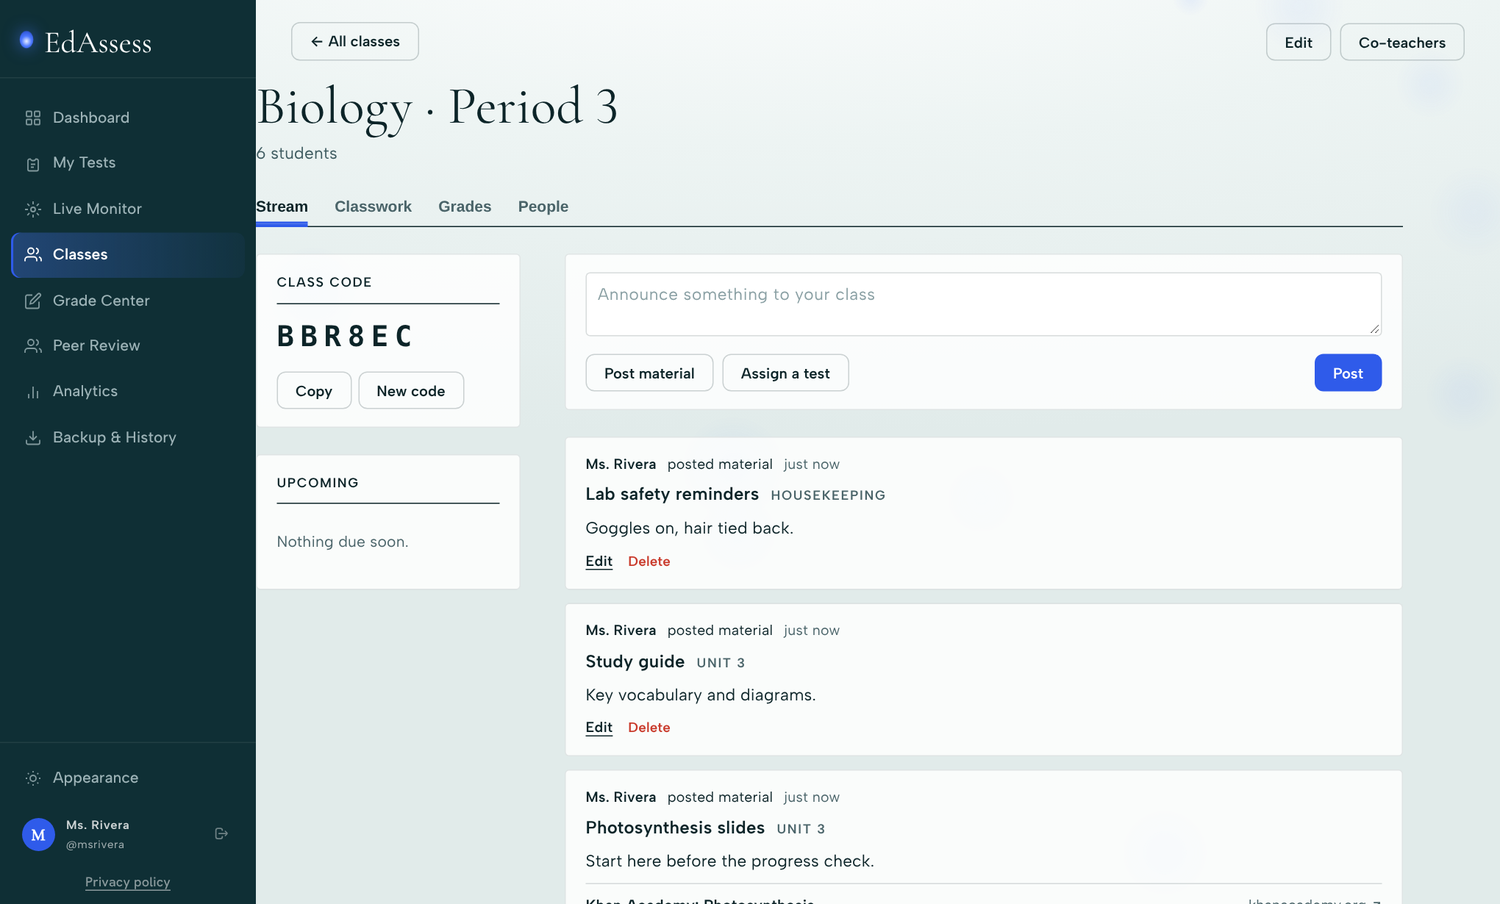 EdAssess
Dashboard
My Tests
Live Monitor
Classes
Grade Center
Peer Review
Analytics
Backup & History
Appearance
M
Ms. Rivera
@msrivera
Privacy policy
← All classes
Edit
Co-teachers
Biology · Period 3
6 students
Stream Classwork Grades People
CLASS CODE
BBR8EC
Copy
New code
UPCOMING
Nothing due soon.
Announce something to your class
Post material
Assign a test
Post
Ms. Rivera posted material just now
Lab safety reminders HOUSEKEEPING
Goggles on, hair tied back.
Edit Delete
Ms. Rivera posted material just now
Study guide UNIT 3
Key vocabulary and diagrams.
Edit Delete
Ms. Rivera posted material just now
Photosynthesis slides UNIT 3
Start here before the progress check.
Khan Academy: Photosynthesis khanacademy.org ↗